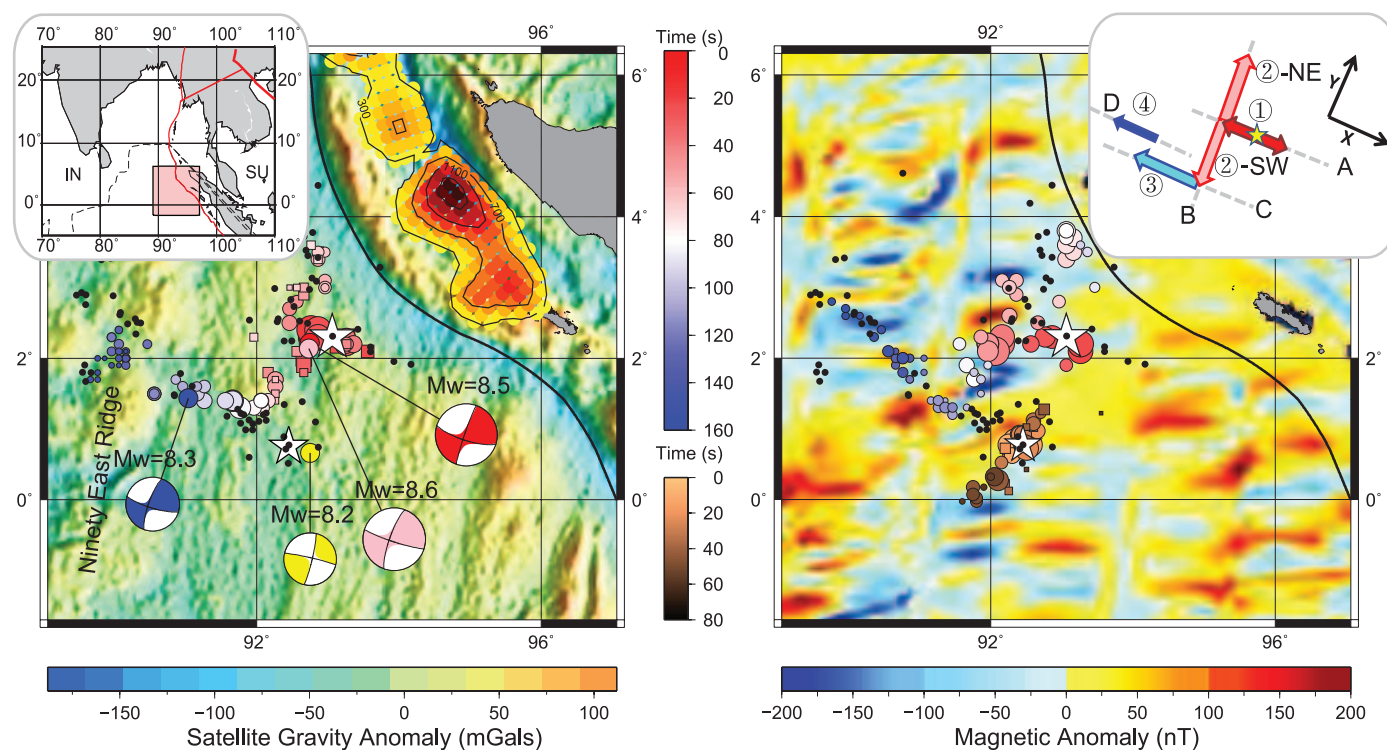 70˚ 80˚ 90˚ 100˚ 110˚
20˚ 20˚
10˚ 10˚
IN SU
0˚ 0˚
70˚ 80˚ 90˚ 100˚ 110˚
96˚
300
700
700
Mw=8.5
Mw=8.3
Mw=8.6
Mw=8.2
Ninety East Ridge
92˚ 96˚
−150 −100 −50 0 50 100
Satellite Gravity Anomaly (mGals)
Time (s) Time (s)
0
20
40
60
80
100
120
140
160
Time (s)
0
20
40
60
80
6˚
4˚
2˚
0˚
6˚
4˚
2˚
0˚
92˚
②-NE
Y
X
D ④ ①
②-SW A
③
B C
92˚ 96˚
−200 −150 −100 −50 0 50 100 150 200
Magnetic Anomaly (nT)